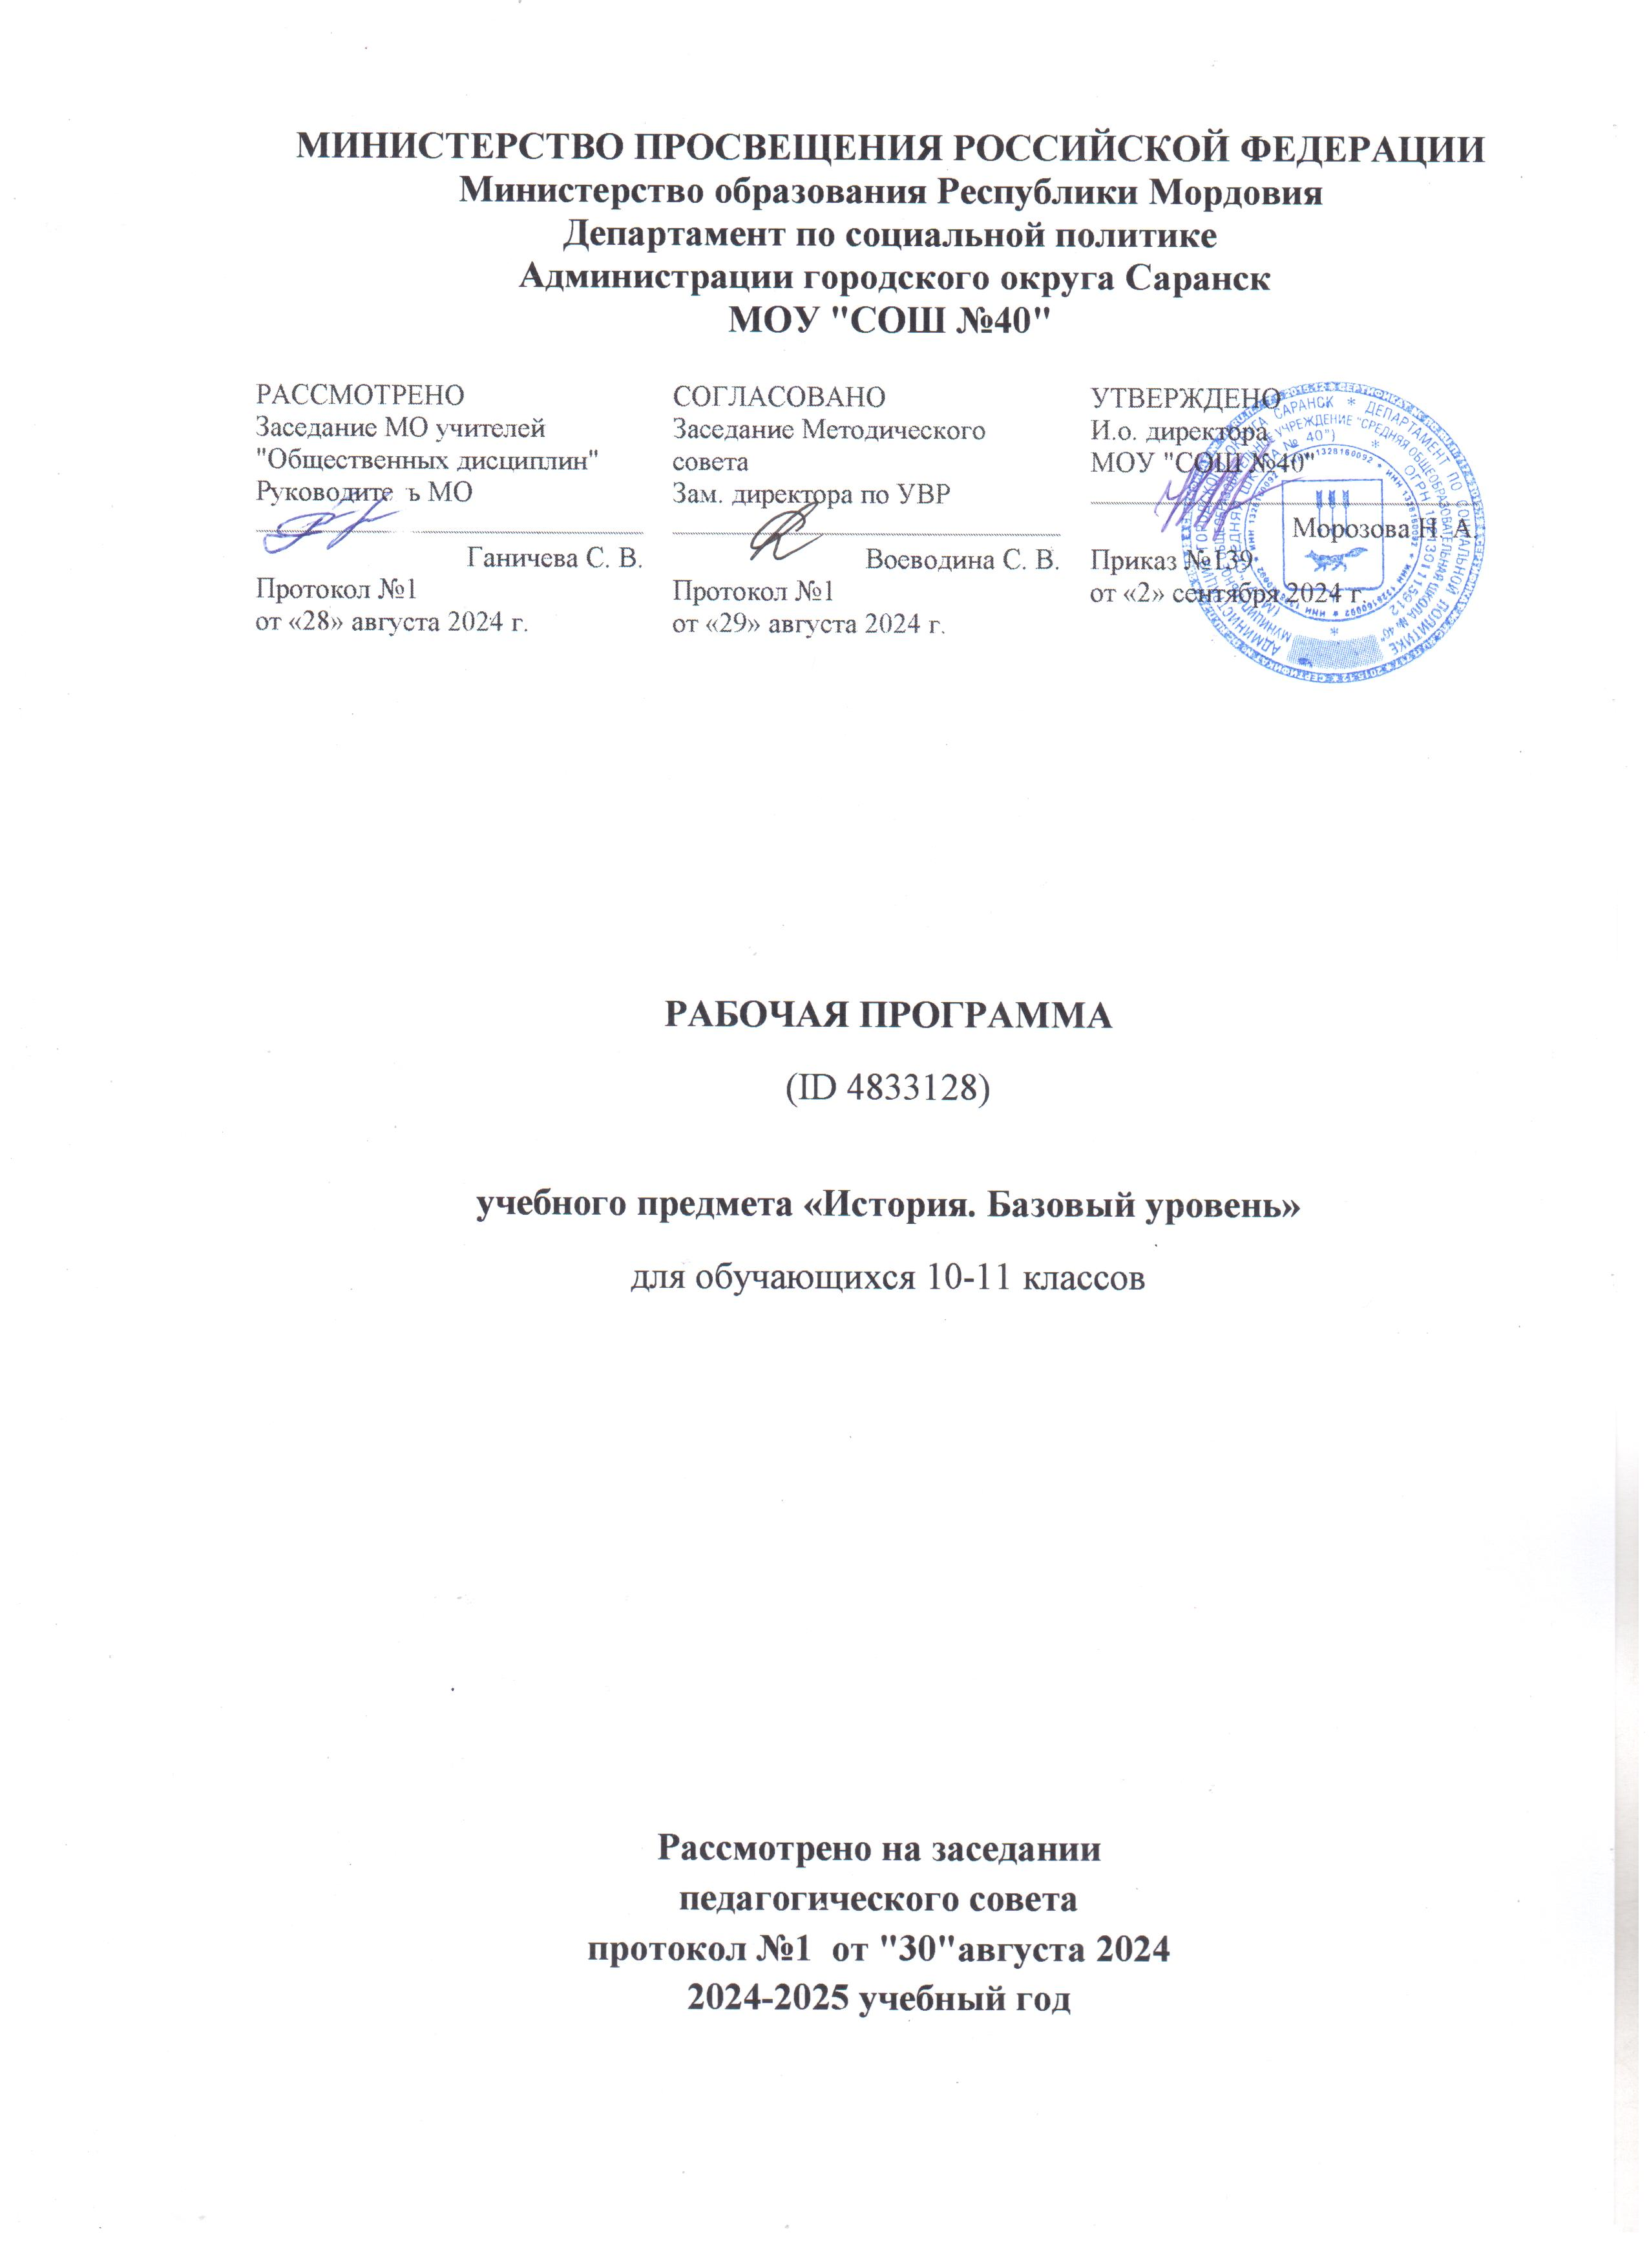 МИНИСТЕРСТВО ПРОСВЕЩЕНИЯ РОССИЙСКОЙ ФЕДЕРАЦИИ
Министерство образования Республики Мордовия
Департамент по социальной политике
Администрации городского округа Саранск
МОУ "СОШ №40"
РАССМОТРЕНО
Заседание МО учителей
"Общественных дисциплин"
Руководите ъ МО
Ганичева С. В.
Протокол №1
от «28» августа 2024 г.
СОГЛАСОВАНО
Заседание Методического
совета
Зам. директора по УВР
Воеводина С. В.
Протокол №1
от «29» августа 2024 г.
УТВЕРЖДЕНО
И.о. директора
МОУ "СОШ №40"
Морозова Н. А.
Приказ №139
от «2» сентября 2024 г.
РАБОЧАЯ ПРОГРАММА
(ID 4833128)
учебного предмета «История. Базовый уровень»
для обучающихся 10-11 классов
Рассмотрено на заседании
педагогического совета
протокол №1 от "30"августа 2024
2024-2025 учебный год